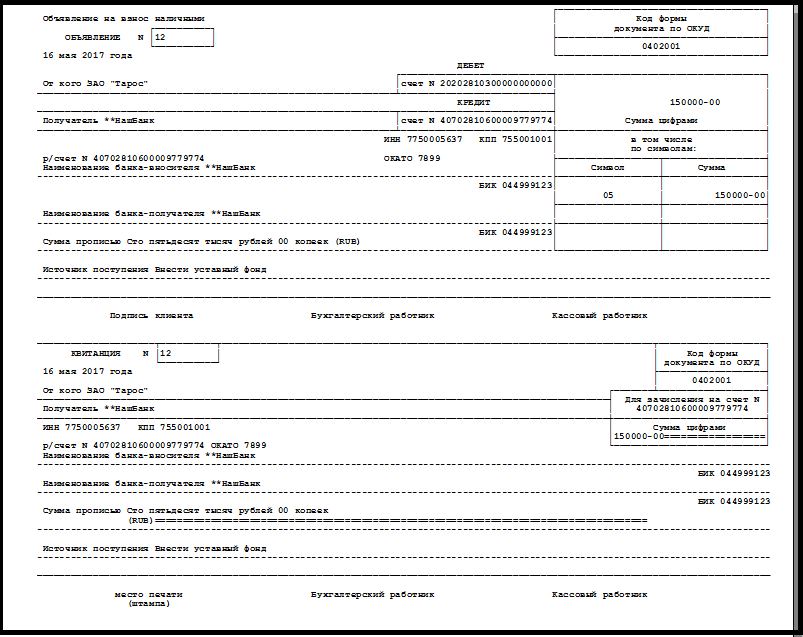 Объявление на взнос наличными
Код формы
документа по ОКУД
ОБЪЯВЛЕНИЕ N 12
0402001
16 мая 2017 года
ДЕБЕТ
От кого ЗАО "Тарос" счет N 20202810300000000000
КРЕДИТ 150000-00
Получатель **НашБанк счет N 40702810600009779774 Сумма цифрами
ИНН 7750005637 КПП 755001001 в том числе
по символам:
р/счет N 40702810600009779774 ОКАТО 7899
Наименование банка-вносителя **НашБанк Символ Сумма
БИК 044999123
05 150000-00
Наименование банка-получателя **НашБанк
БИК 044999123
Сумма прописью Сто пятьдесят тысяч рублей 00 копеек (RUB)
Источник поступления Внести уставный фонд
Подпись клиента Бухгалтерский работник Кассовый работник
КВИТАНЦИЯ N 12 Код формы
документа по ОКУД
16 мая 2017 года
0402001
От кого ЗАО "Тарос"
Для зачисления на счет N
Получатель **НашБанк 40702810600009779774
ИНН 7750005637 КПП 755001001 Сумма цифрами
150000-00==================
р/счет N 40702810600009779774 ОКАТО 7899
Наименование банка-вносителя **НашБанк
БИК 044999123
Наименование банка-получателя **НашБанк
БИК 044999123
Сумма прописью Сто пятьдесят тысяч рублей 00 копеек
(RUB)==========================================================================================
Источник поступления Внести уставный фонд
место печати Бухгалтерский работник Кассовый работник
(штампа)